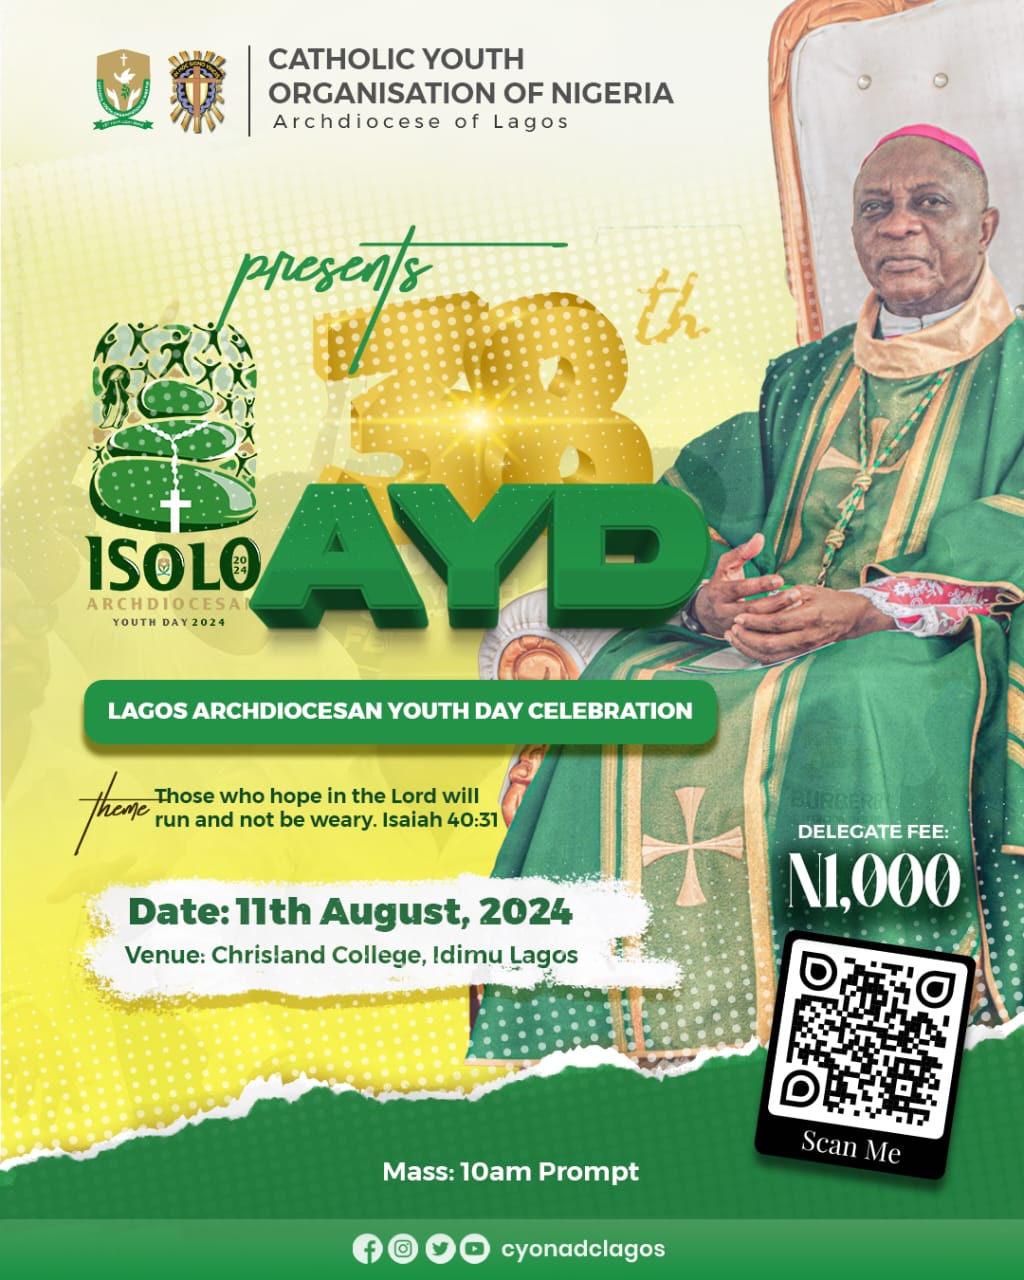 CATHOLIC YOUTH
ORGANISATION OF NIGERIA
Archdiocese of Lagos
presents
38th
AYD
ISOLO 2024
ARCHDIOCESAN
YOUTH DAY 2024
LAGOS ARCHDIOCESAN YOUTH DAY CELEBRATION
theme
Those who hope in the Lord will
run and not be weary. Isaiah 40:31
Date: 11th August, 2024
Venue: Chrisland College, Idimu Lagos
DELEGATE FEE:
N1,000
Scan Me
Mass: 10am Prompt
cyonadclagos